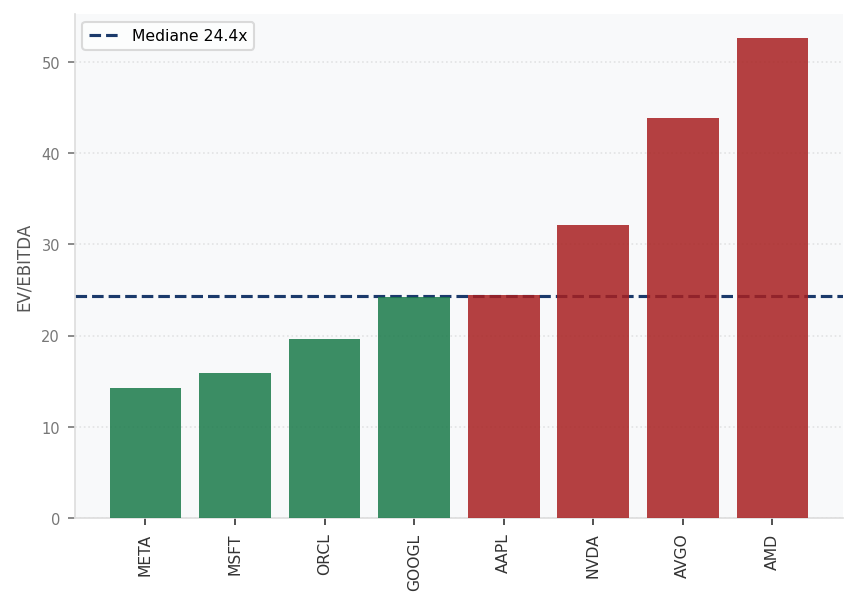 Mediane 24.4x
EV/EBITDA
50
40
30
20
10
0
META
MSFT
ORCL
GOOGL
AAPL
NVDA
AVGO
AMD